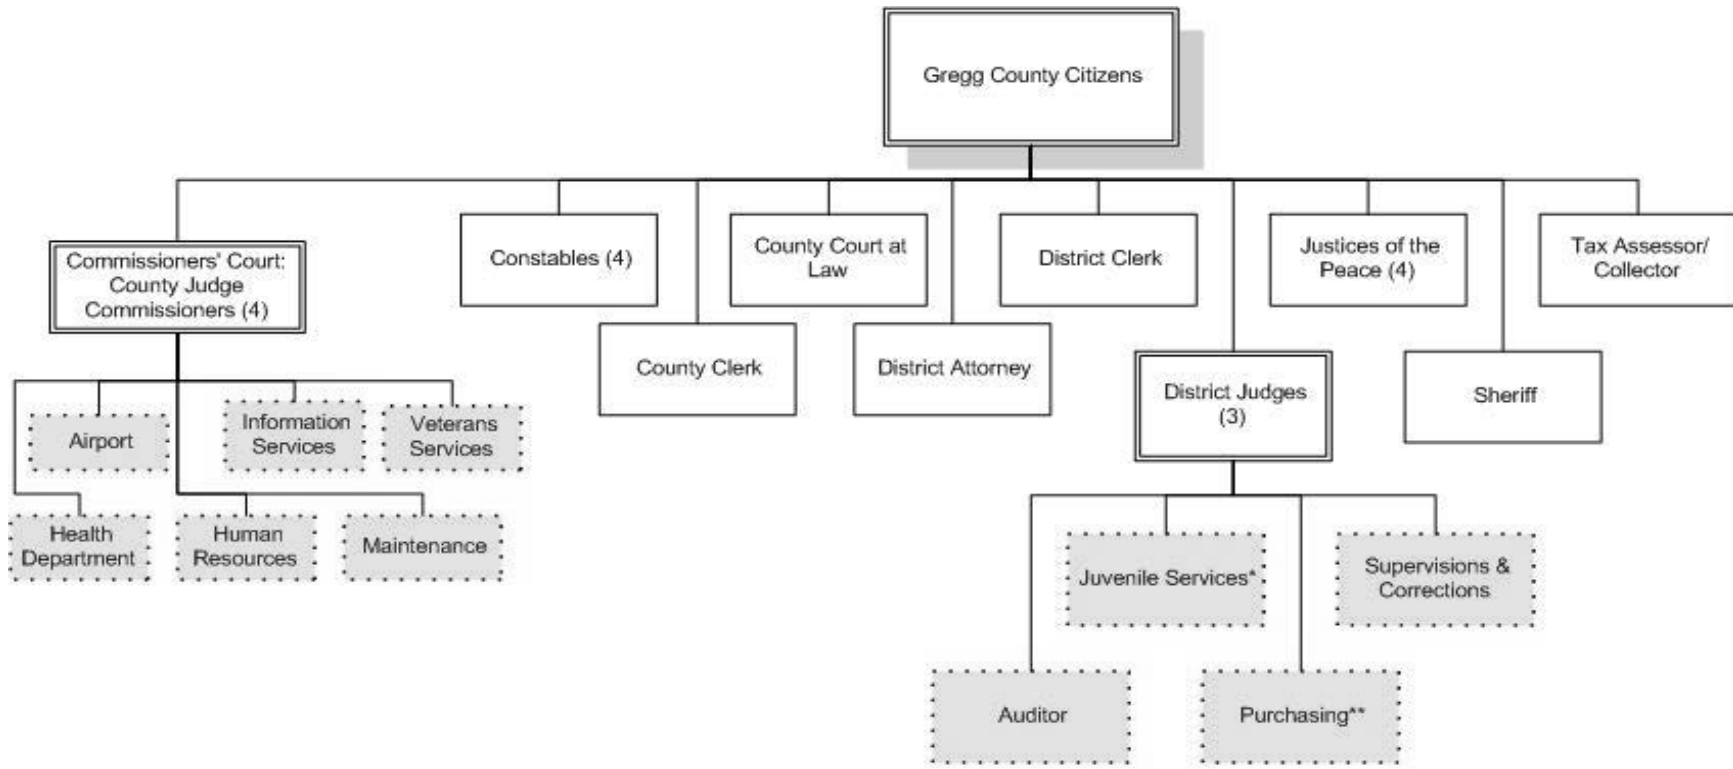 Gregg County Citizens
Commissioners' Court:
County Judge
Commissioners (4)
Constables (4)
County Court at
Law
District Clerk
Justices of the
Peace (4)
Tax Assessor/
Collector
County Clerk
District Attorney
District Judges
(3)
Sheriff
Airport
Information
Services
Veterans
Services
Health
Department
Human
Resources
Maintenance
Juvenile Services*
Supervisions &
Corrections
Auditor
Purchasing**